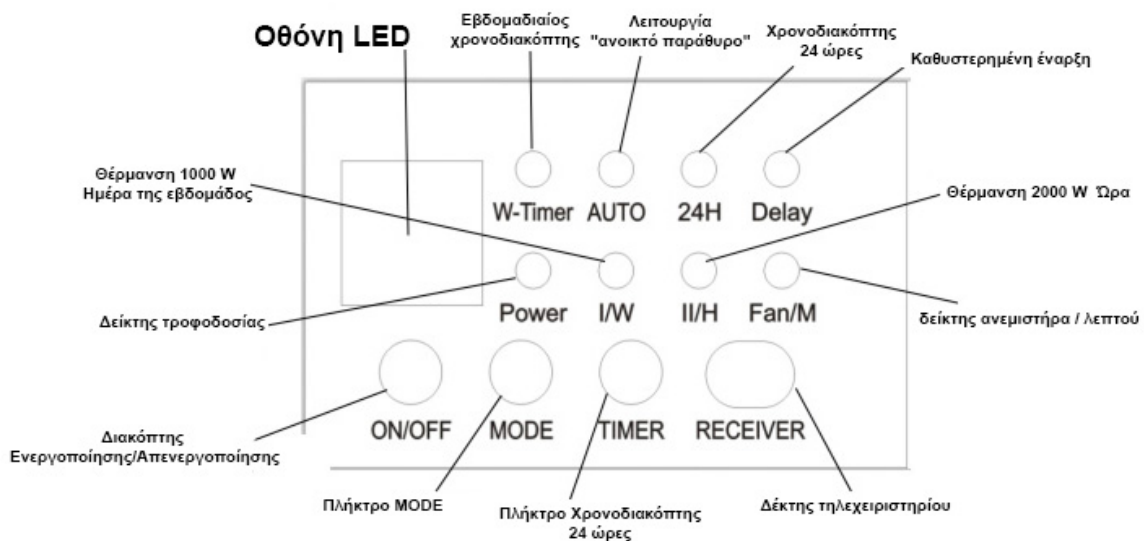 Οθόνη LED
Εβδομαδιαίος
χρονοδιακόπτης
Λειτουργία
"ανοικτό παράθυρο"
Χρονοδιακόπτης
24 ώρες
Καθυστερημένη έναρξη
Θέρμανση 1000 W
Ημέρα της εβδομάδος
W-Timer AUTO 24H Delay
Θέρμανση 2000 W Ώρα
Δείκτης τροφοδοσίας
Power I/W II/H Fan/M
δείκτης ανεμιστήρα / λεπτού
ON/OFF MODE TIMER RECEIVER
Διακόπτης
Ενεργοποίησης/Απενεργοποίησης
Πλήκτρο MODE
Πλήκτρο Χρονοδιακόπτης
24 ώρες
Δέκτης τηλεχειριστηρίου